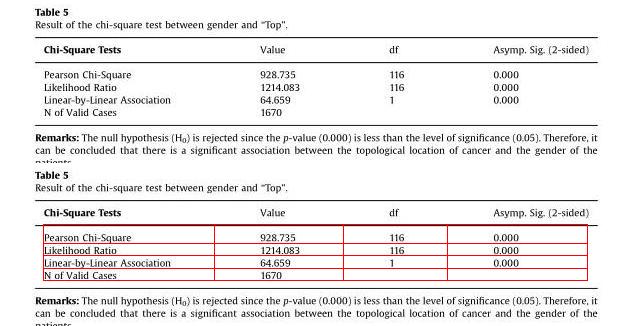 Table 5
Result of the chi-square test between gender and "Top".
Chi-Square Tests Value df Asymp. Sig. (2-sided)
Pearson Chi-Square 928.735 116 0.000
Likelihood Ratio 1214.083 116 0.000
Linear-by-Linear Association 64.659 1 0.000
N of Valid Cases 1670
Remarks: The null hypothesis (H₀) is rejected since the p-value (0.000) is less than the level of significance (0.05). Therefore, it
can be concluded that there is a significant association between the topological location of cancer and the gender of the
patients
Table 5
Result of the chi-square test between gender and "Top".
Chi-Square Tests Value df Asymp. Sig. (2-sided)
Pearson Chi-Square 928.735 116 0.000
Likelihood Ratio 1214.083 116 0.000
Linear-by-Linear Association 64.659 1 0.000
N of Valid Cases 1670
Remarks: The null hypothesis (H₀) is rejected since the p-value (0.000) is less than the level of significance (0.05). Therefore, it
can be concluded that there is a significant association between the topological location of cancer and the gender of the
patients